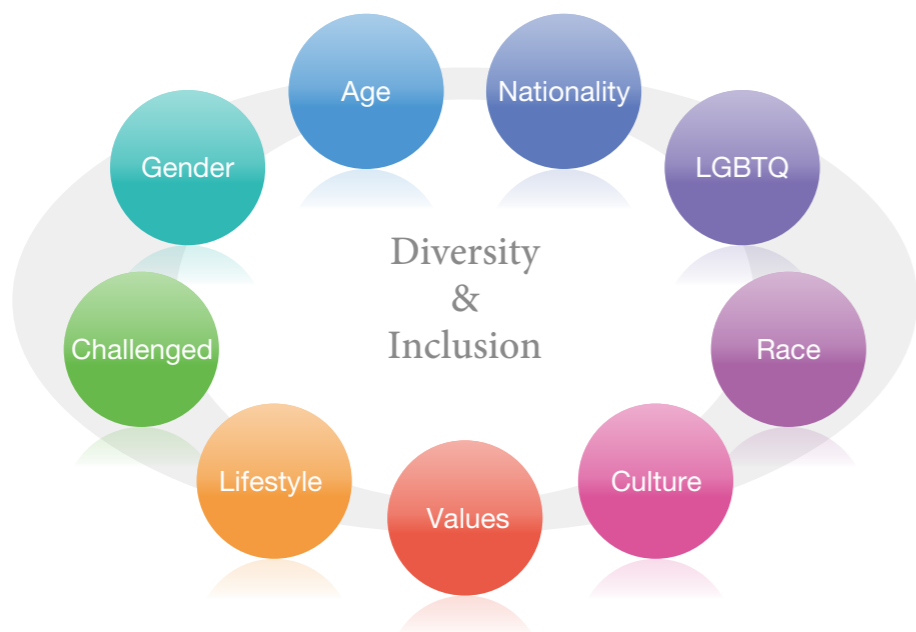 Age
Nationality
Gender
LGBTQ
Diversity
&
Inclusion
Challenged
Race
Lifestyle
Culture
Values